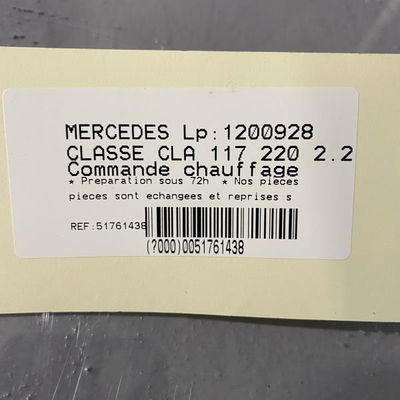 MERCEDES Lp:1200928
CLASSE CLA 117 220 2.2
Commande chauffage
★ Preparation sous 72h ★ Nos pieces
pieces sont echangees et reprises s
REF:51761438
(?000)0051761438